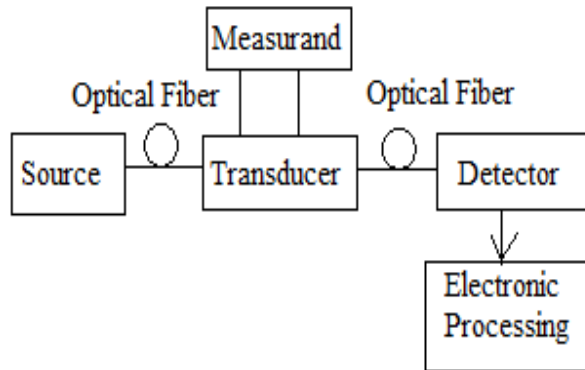 Measurand
Optical Fiber
Optical Fiber
Source
Transducer
Detector
Electronic
Processing